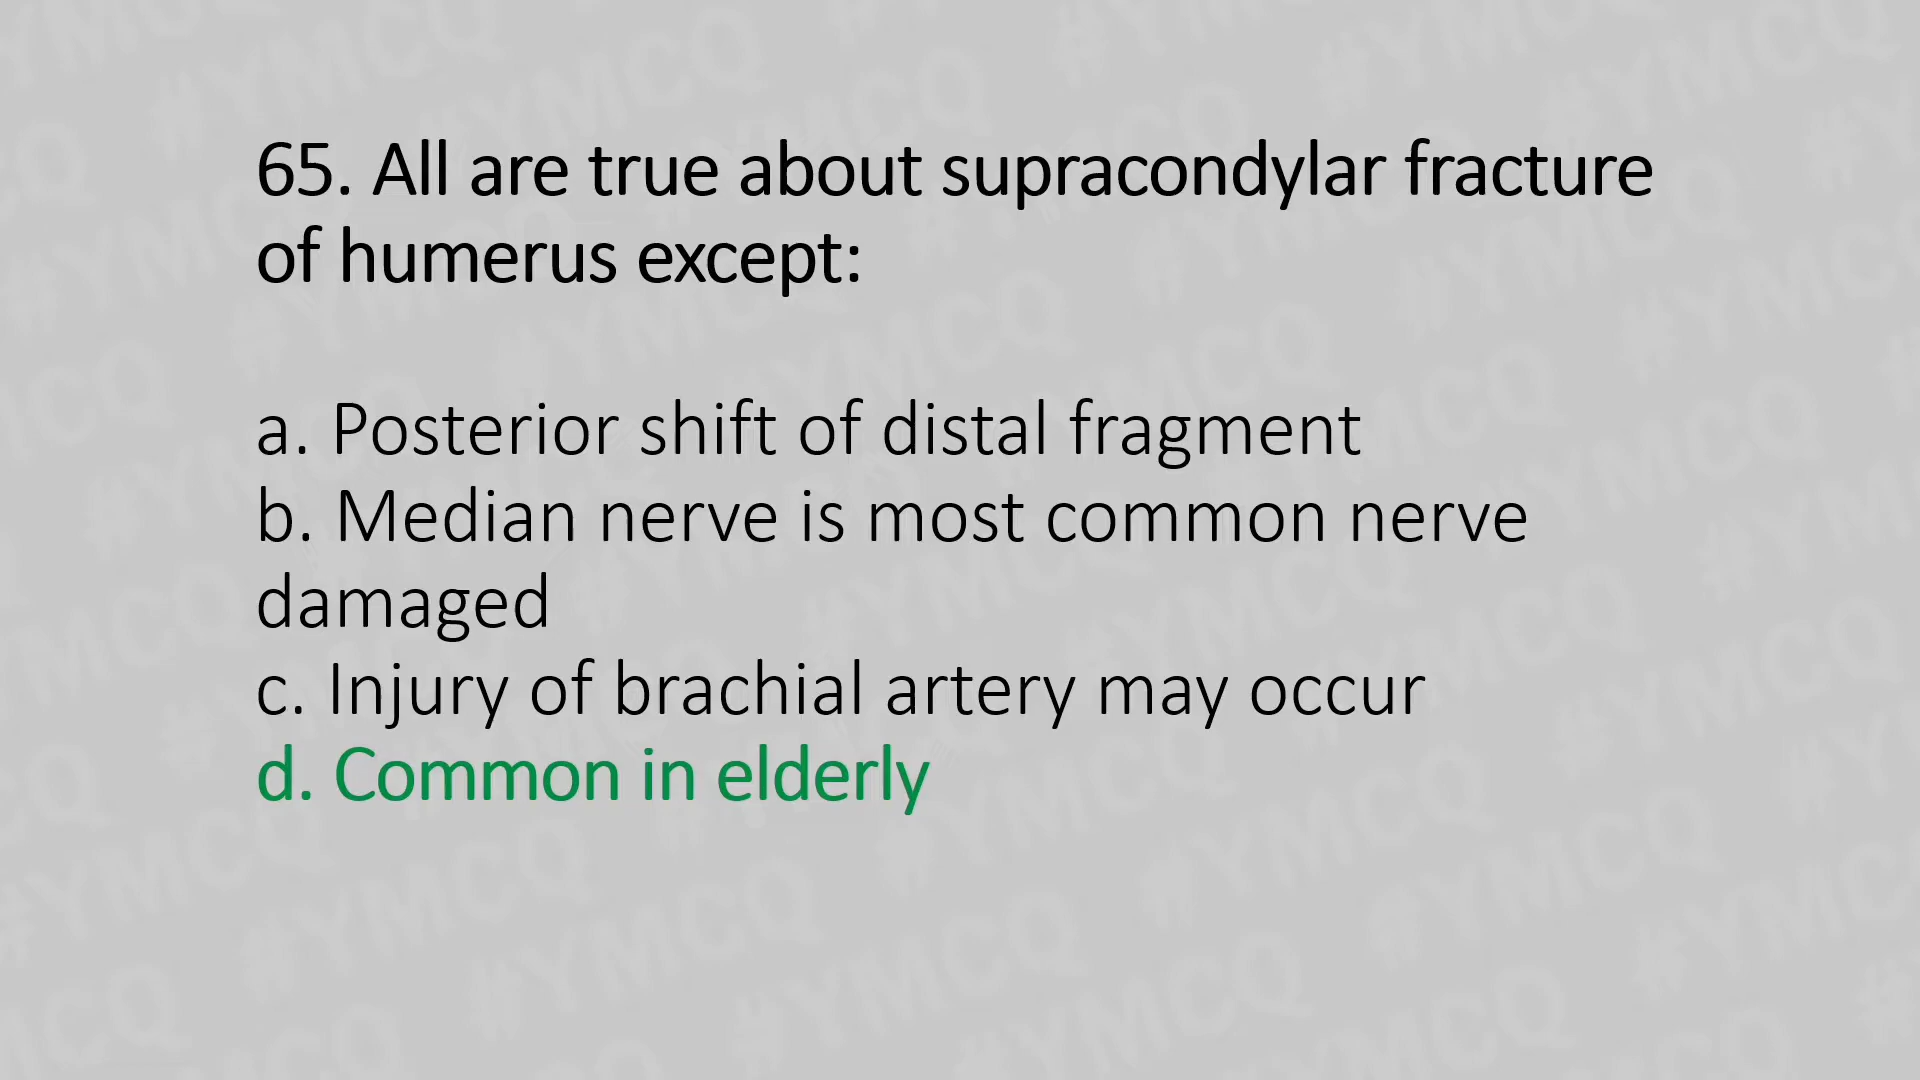 65. All are true about supracondylar fracture
of humerus except:
a. Posterior shift of distal fragment
b. Median nerve is most common nerve
damaged
c. Injury of brachial artery may occur
d. Common in elderly
#YMCQ